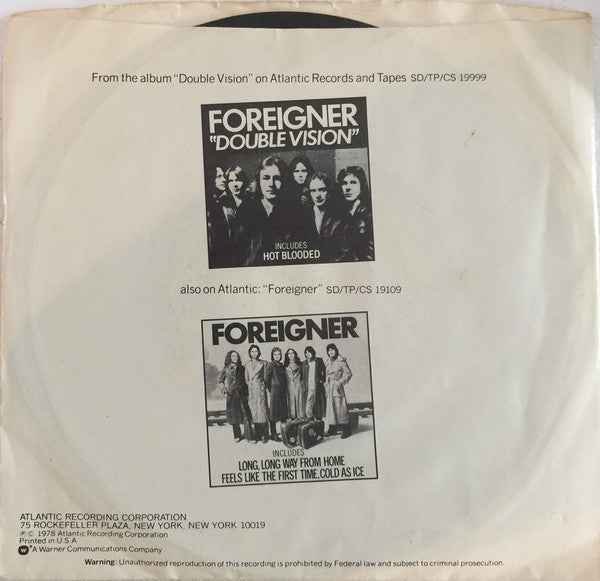 From the album "Double Vision" on Atlantic Records and Tapes SD/TP/CS 19999
FOREIGNER
"DOUBLE VISION"
INCLUDES
HOT BLOODED
also on Atlantic: "Foreigner" SD/TP/CS 19109
FOREIGNER
INCLUDES
LONG, LONG WAY FROM HOME
FEELS LIKE THE FIRST TIME, COLD AS ICE
ATLANTIC RECORDING CORPORATION
75 ROCKEFELLER PLAZA, NEW YORK, NEW YORK 10019
℗ © 1978 Atlantic Recording Corporation
Printed in U.S.A.
A Warner Communications Company
Warning: Unauthorized reproduction of this recording is prohibited by Federal law and subject to criminal prosecution.